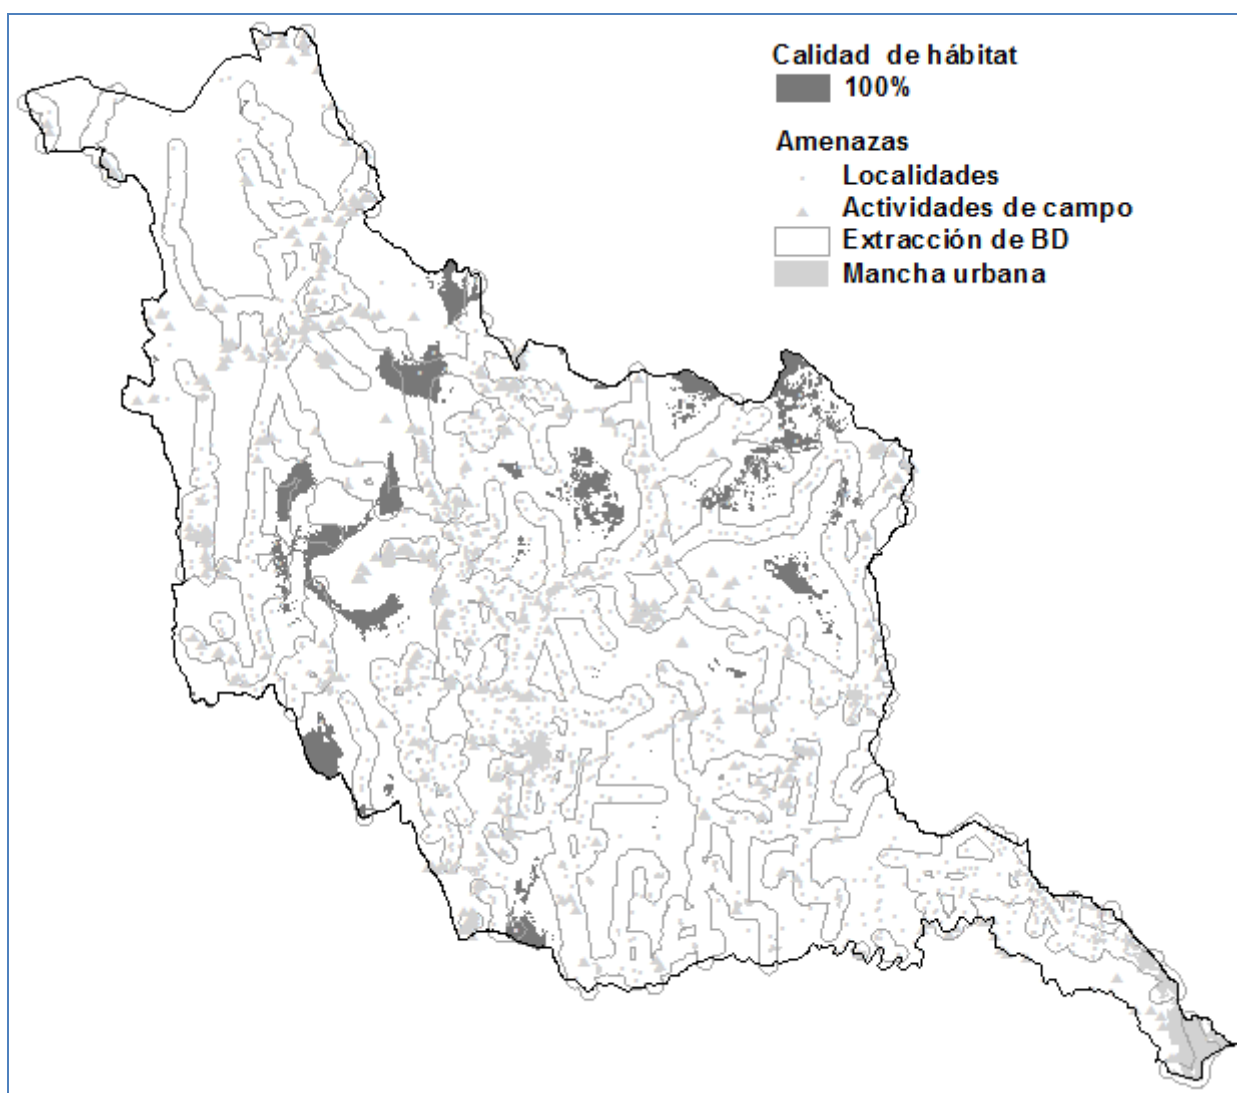 Calidad de hábitat
100%
Amenazas
Localidades
Actividades de campo
Extracción de BD
Mancha urbana